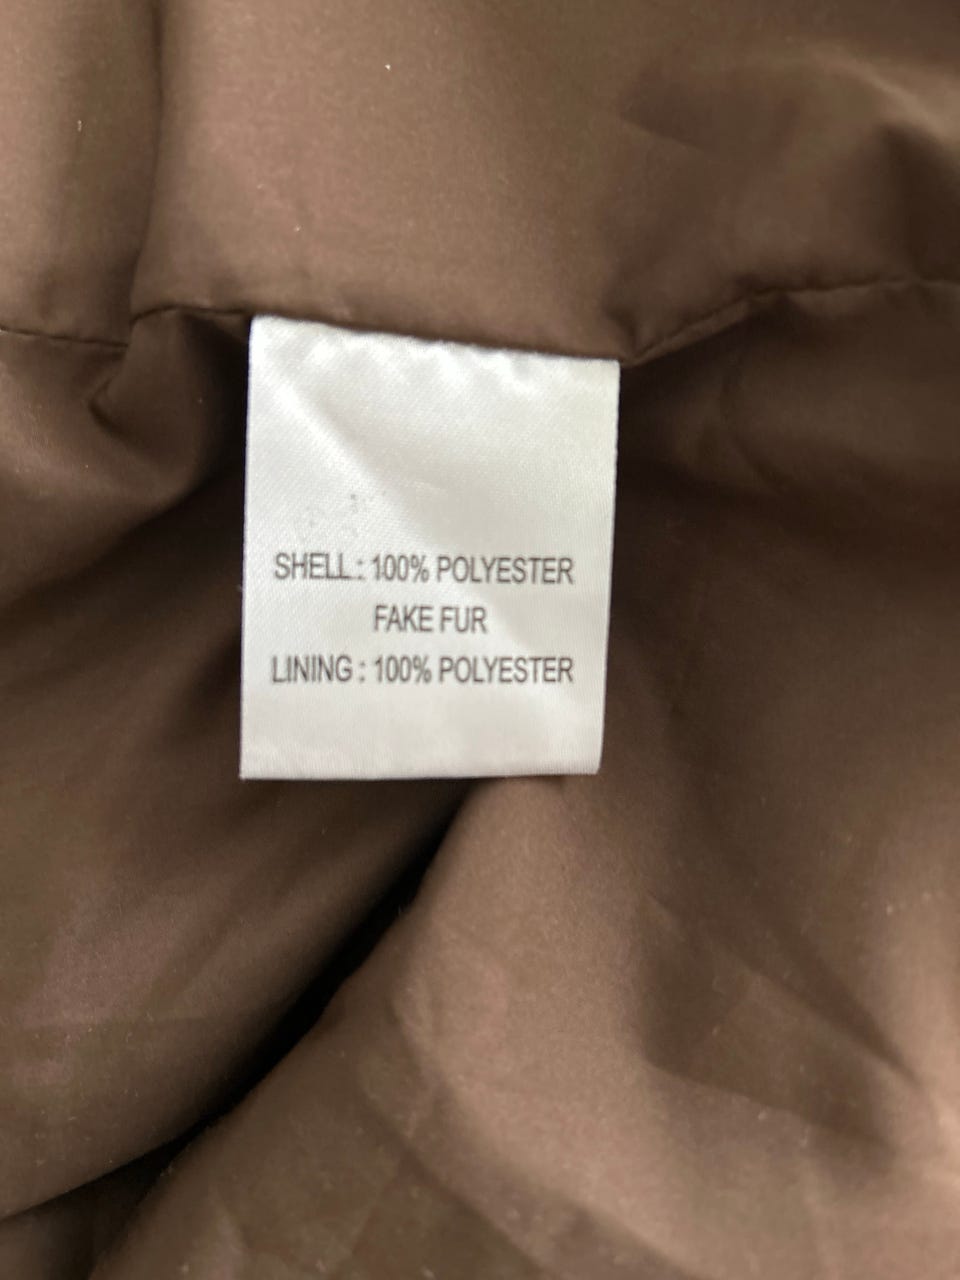 SHELL : 100% POLYESTER
FAKE FUR
LINING : 100% POLYESTER